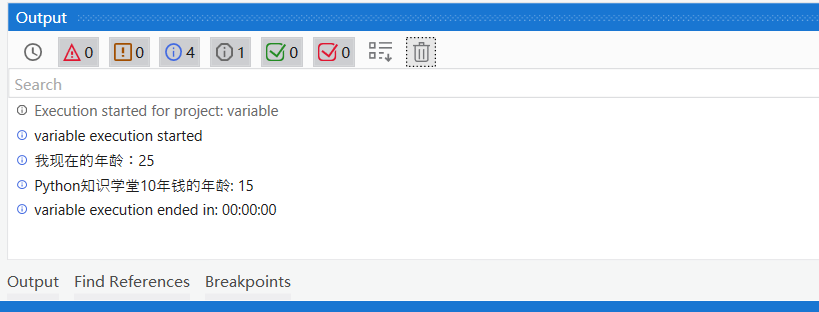 Output
0 0 4 1 0 0
Search
Execution started for project: variable
variable execution started
我现在的年龄：25
Python知识学堂10年钱的年龄: 15
variable execution ended in: 00:00:00
Output Find References Breakpoints